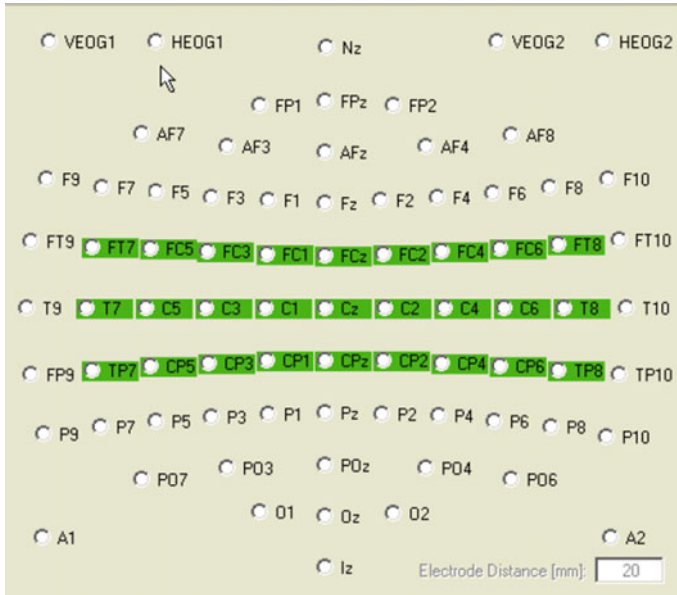 VEOG1 HEOG1 Nz VEOG2 HEOG2
FP1 FPz FP2
AF7 AF3 AFz AF4 AF8
F9 F7 F5 F3 F1 Fz F2 F4 F6 F8 F10
FT9 FT7 FC5 FC3 FC1 FCz FC2 FC4 FC6 FT8 FT10
T9 T7 C5 C3 C1 Cz C2 C4 C6 T8 T10
FP9 TP7 CP5 CP3 CP1 CPz CP2 CP4 CP6 TP8 TP10
P9 P7 P5 P3 P1 Pz P2 P4 P6 P8 P10
PO7 PO3 POz PO4 PO6
O1 Oz O2
A1 A2
Iz Electrode Distance [mm]: 20